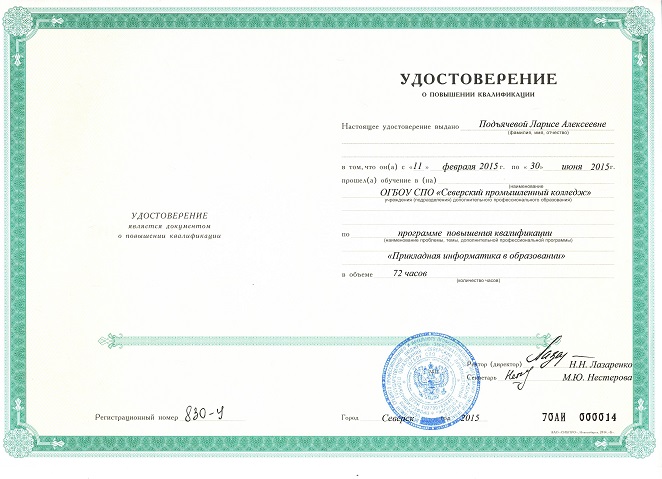 УДОСТОВЕРЕНИЕ
является документом
о повышении квалификации
Регистрационный номер 830-У
УДОСТОВЕРЕНИЕ
О ПОВЫШЕНИИ КВАЛИФИКАЦИИ
Настоящее удостоверение выдано Подъячевой Ларисе Алексеевне
(фамилия, имя, отчество)
в том, что он(а) с «11» февраля 2015 г. по «30» июня 2015г.
прошел(а) обучение в (на)
(наименование
ОГБОУ СПО «Северский промышленный колледж»
учреждения (подразделения) дополнительного профессионального образования)
по программе повышения квалификации
(наименование проблемы, темы, дополнительной профессиональной программы)
«Прикладная информатика в образовании»
в объеме 72 часов
(количество часов)
Ректор (директор) Н.Н. Лазаренко
Секретарь М.Ю. Нестерова
Город Северск 2015
70АИ 000014